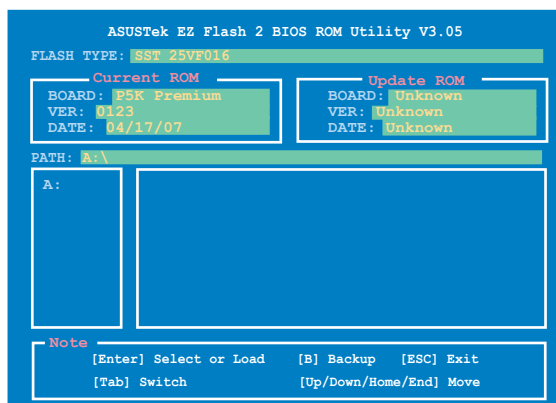 ASUSTek EZ Flash 2 BIOS ROM Utility V3.05
FLASH TYPE: SST 25VF016
Current ROM
BOARD: P5K Premium
VER: 0123
DATE: 04/17/07
Update ROM
BOARD: Unknown
VER: Unknown
DATE: Unknown
PATH: A:\
A:
Note
[Enter] Select or Load [B] Backup [ESC] Exit
[Tab] Switch [Up/Down/Home/End] Move